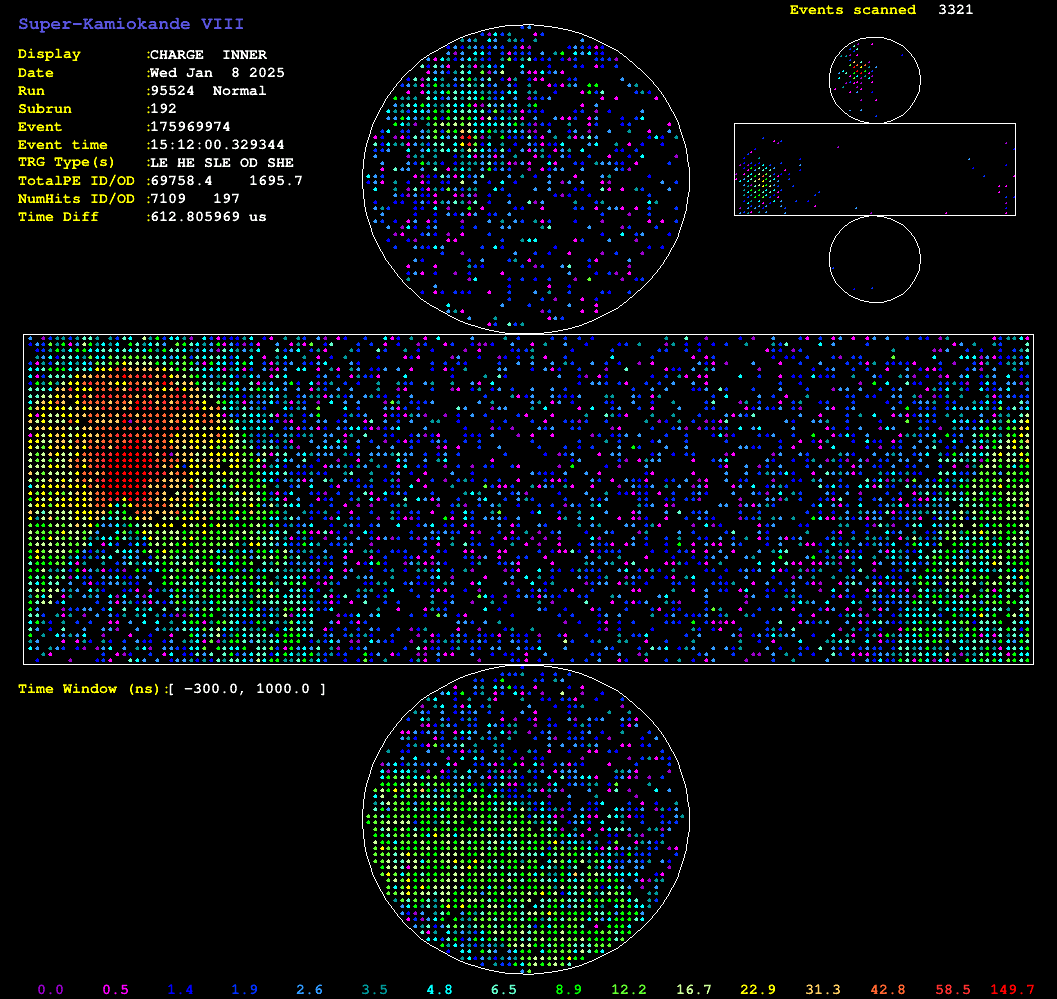 Super-Kamiokande VIII
Events scanned 3321
Display :CHARGE INNER
Date :Wed Jan 8 2025
Run :95524 Normal
Subrun :192
Event :175969974
Event time :15:12:00.329344
TRG Type(s) :LE HE SLE OD SHE
TotalPE ID/OD :69758.4 1695.7
NumHits ID/OD :7109 197
Time Diff :612.805969 us
Time Window (ns):[ -300.0, 1000.0 ]
0.0 0.5 1.4 1.9 2.6 3.5 4.8 6.5 8.9 12.2 16.7 22.9 31.3 42.8 58.5 149.7